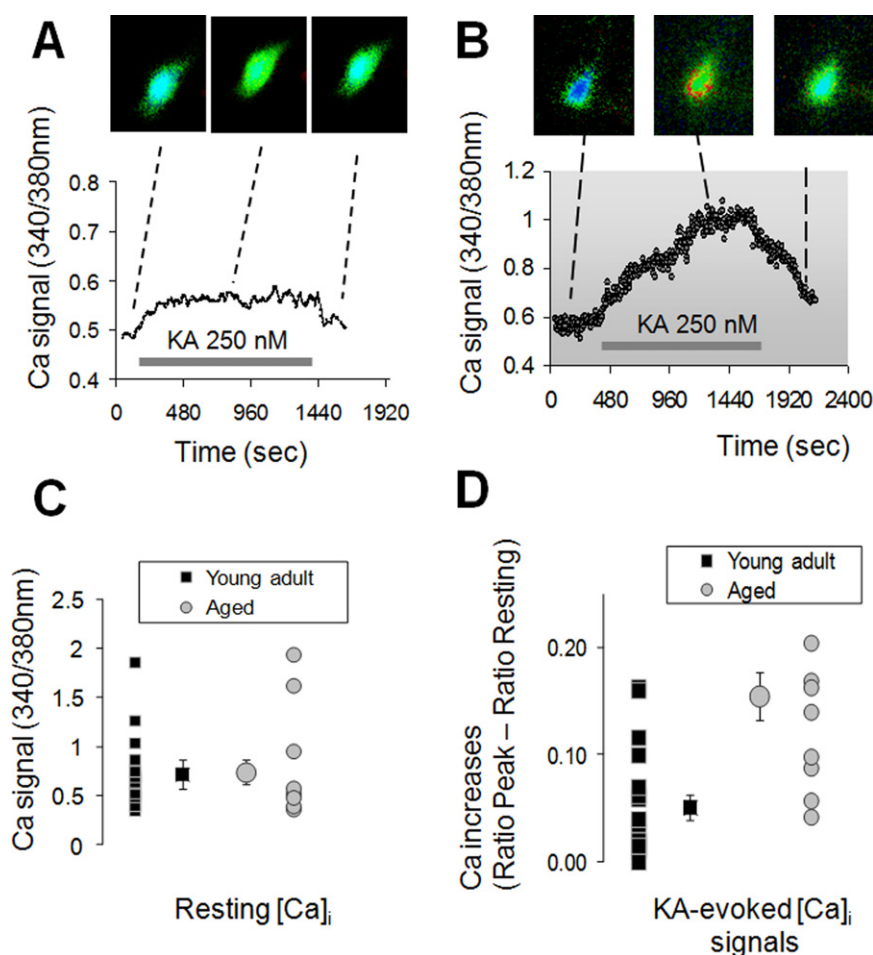 A
Ca signal (340/380nm)
0.8
0.7
0.6
0.5
0.4
KA 250 nM
0 480 960 1440 1920
Time (sec)
B
Ca signal (340/380nm)
1.2
1
0.8
0.6
0.4
KA 250 nM
0 480 960 1440 1920 2400
Time (sec)
C
Young adult
Aged
Ca signal (340/380nm)
2.5
2
1.5
1
0.5
0
Resting [Ca]i
D
Young adult
Aged
Ca increases
(Ratio Peak – Ratio Resting)
0.20
0.10
0.00
KA-evoked [Ca]i
signals